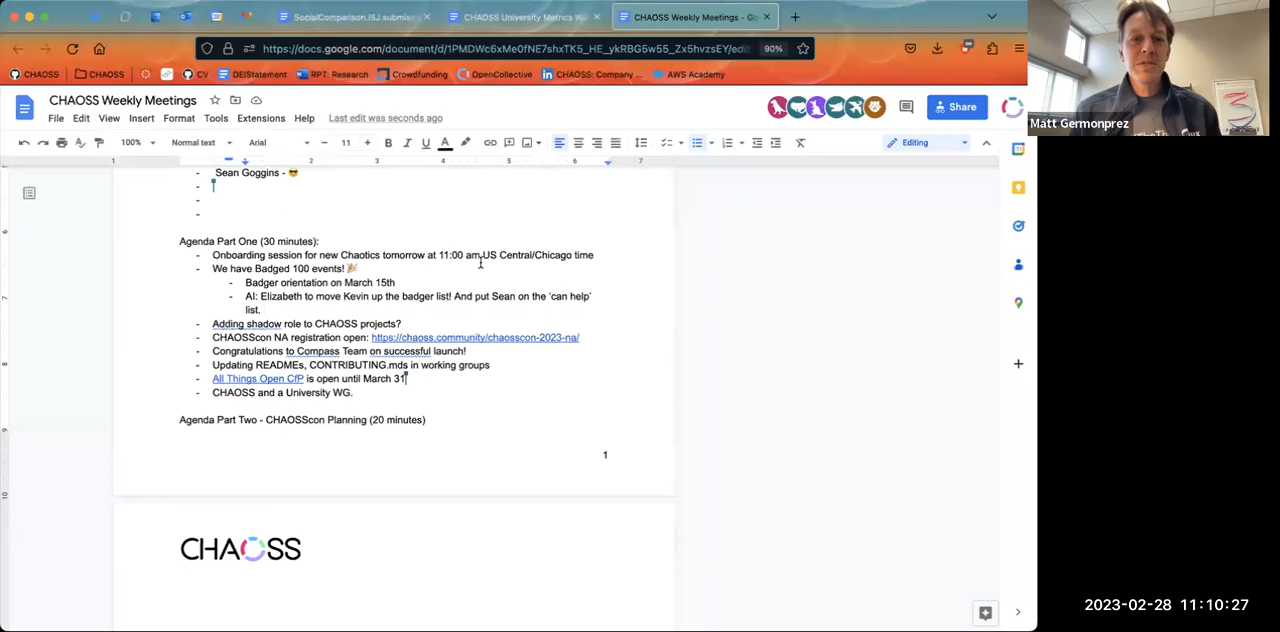 SocialComparison.ISJ.submiss
CHAOSS University Metrics W
CHAOSS Weekly Meetings - Go
https://docs.google.com/document/d/1PMDWc6xMe0fNE7shxTK5_HE_ykRBG5w55_Zx5hvzsEY/edit
90%
CHAOSS
CHAOSS
CV
DEIStatement
RPT: Research
Crowdfunding
OpenCollective
CHAOSS: Company ...
AWS Academy
CHAOSS Weekly Meetings
File Edit View Insert Format Tools Extensions Help
Last edit was seconds ago
Share
100%
Normal text
Arial
11
Editing
1 2 3 4 5 6 7
- Sean Goggins - 😎
-
-
-
Agenda Part One (30 minutes):
- Onboarding session for new Chaotics tomorrow at 11:00 am US Central/Chicago time
- We have Badged 100 events! 🎉
- Badger orientation on March 15th
- AI: Elizabeth to move Kevin up the badger list! And put Sean on the 'can help'
list.
- Adding shadow role to CHAOSS projects?
- CHAOSScon NA registration open: https://chaoss.community/chaosscon-2023-na/
- Congratulations to Compass Team on successful launch!
- Updating READMEs, CONTRIBUTING.mds in working groups
- All Things Open CfP is open until March 31
- CHAOSS and a University WG.
Agenda Part Two - CHAOSScon Planning (20 minutes)
1
CHAOSS
Matt Germonprez
2023-02-28 11:10:27